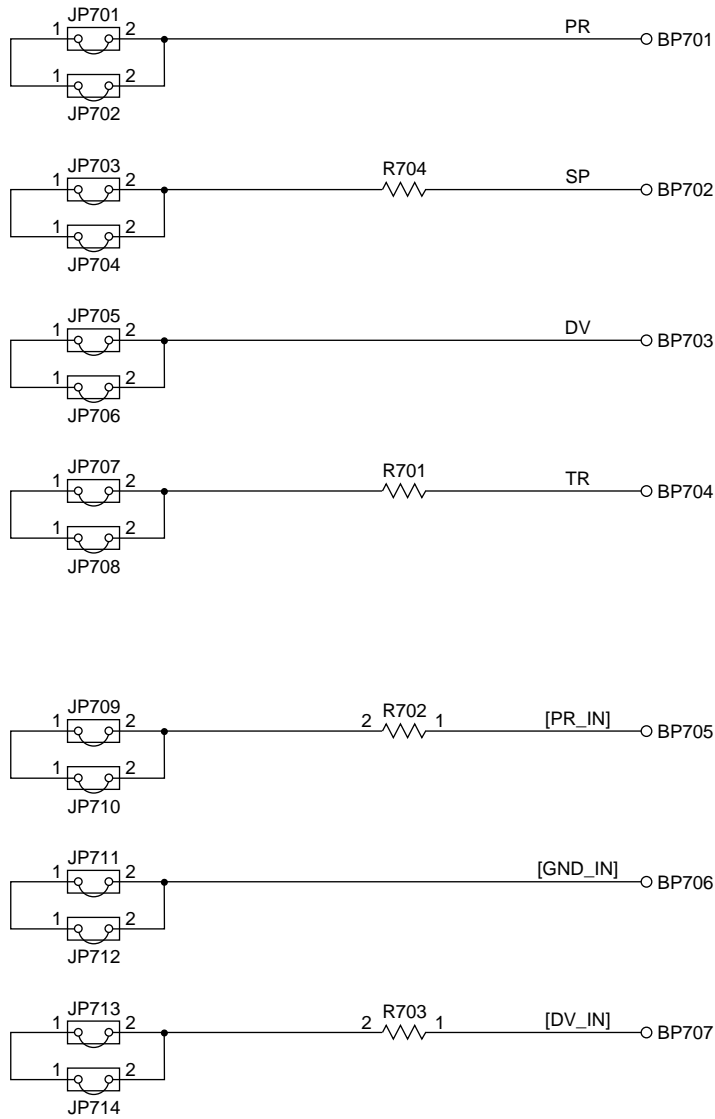 JP701
1 2 PR BP701
1 2
JP702
JP703 R704
1 2 SP BP702
1 2
JP704
JP705
1 2 DV BP703
1 2
JP706
JP707 R701
1 2 TR BP704
1 2
JP708
JP709
1 2 2 R702 1 [PR_IN] BP705
1 2
JP710
JP711
1 2 [GND_IN] BP706
1 2
JP712
JP713
1 2 2 R703 1 [DV_IN] BP707
1 2
JP714